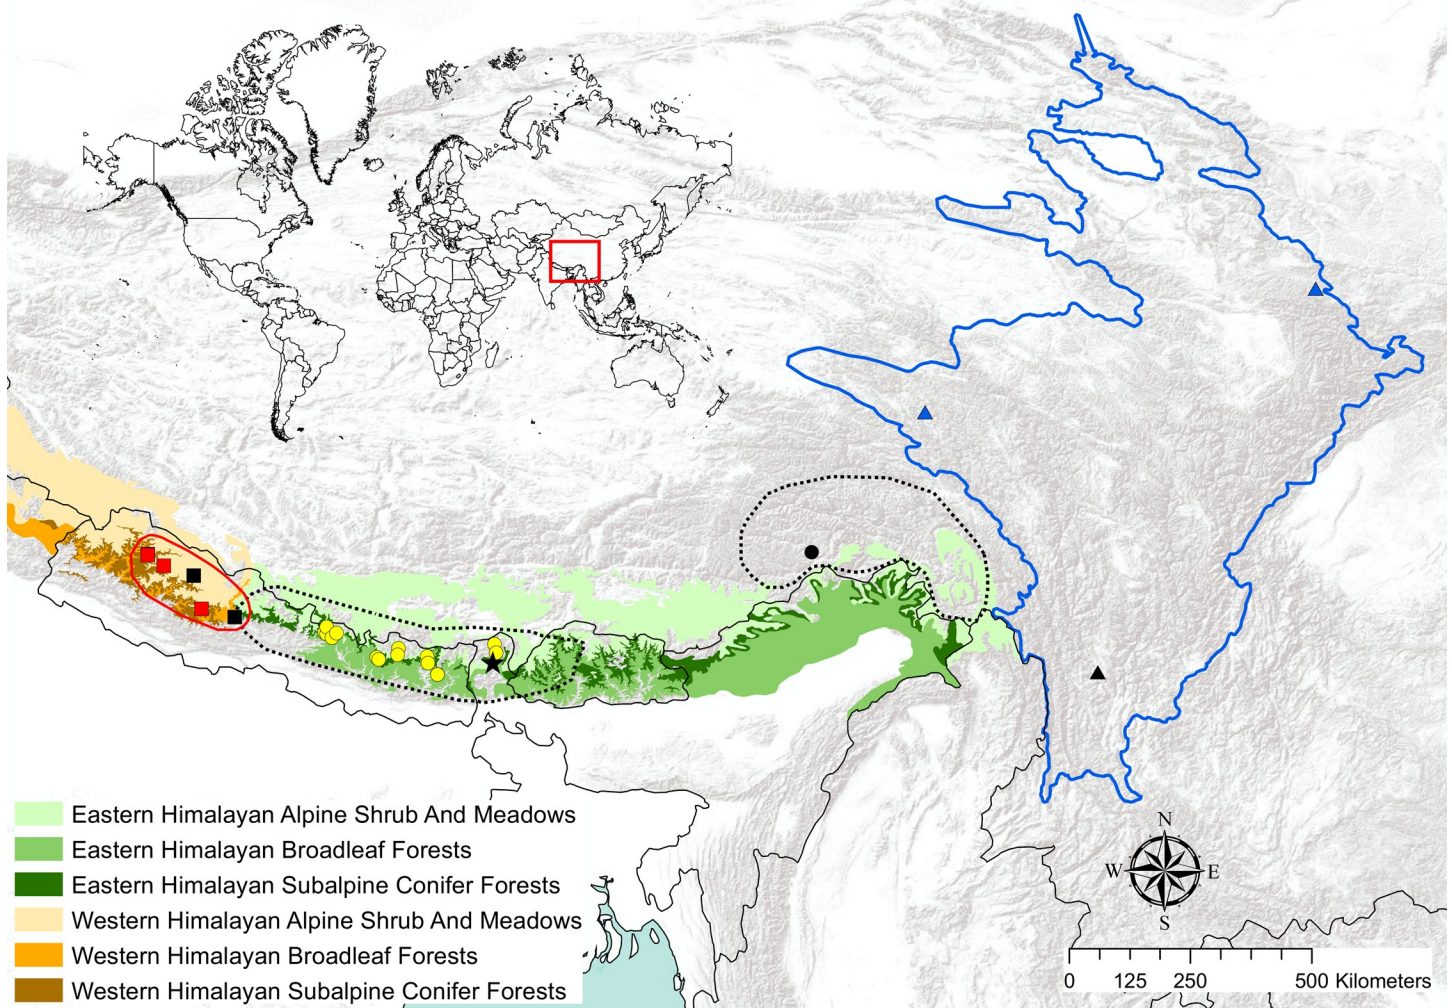 Eastern Himalayan Alpine Shrub And Meadows
Eastern Himalayan Broadleaf Forests
Eastern Himalayan Subalpine Conifer Forests
Western Himalayan Alpine Shrub And Meadows
Western Himalayan Broadleaf Forests
Western Himalayan Subalpine Conifer Forests
N
W E
S
0 125 250 500 Kilometers